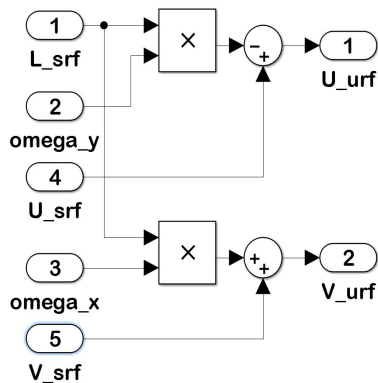 1
L_srf
2
omega_y
4
U_srf
3
omega_x
5
V_srf
×
×
−
+
+
+
1
U_urf
2
V_urf